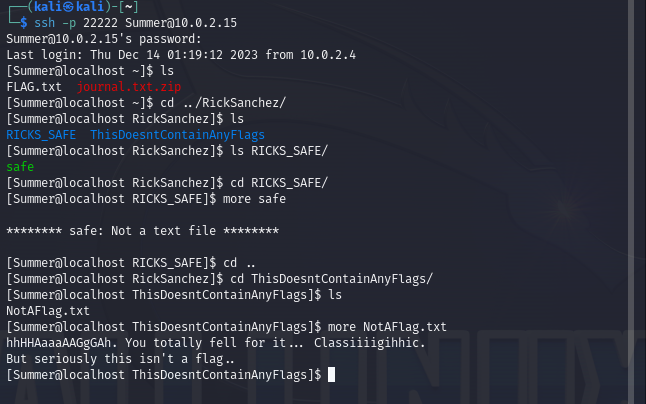 ┌──(kali㉿kali)-[~]
└─$ ssh -p 22222 Summer@10.0.2.15
Summer@10.0.2.15's password:
Last login: Thu Dec 14 01:19:12 2023 from 10.0.2.4
[Summer@localhost ~]$ ls
FLAG.txt  journal.txt.zip
[Summer@localhost ~]$ cd ../RickSanchez/
[Summer@localhost RickSanchez]$ ls
RICKS_SAFE  ThisDoesntContainAnyFlags
[Summer@localhost RickSanchez]$ ls RICKS_SAFE/
safe
[Summer@localhost RickSanchez]$ cd RICKS_SAFE/
[Summer@localhost RICKS_SAFE]$ more safe
******** safe: Not a text file ********
[Summer@localhost RICKS_SAFE]$ cd ..
[Summer@localhost RickSanchez]$ cd ThisDoesntContainAnyFlags/
[Summer@localhost ThisDoesntContainAnyFlags]$ ls
NotAFlag.txt
[Summer@localhost ThisDoesntContainAnyFlags]$ more NotAFlag.txt
hhHHAaaaAAGgGAh. You totally fell for it... Classiiiigihhic.
But seriously this isn't a flag..
[Summer@localhost ThisDoesntContainAnyFlags]$